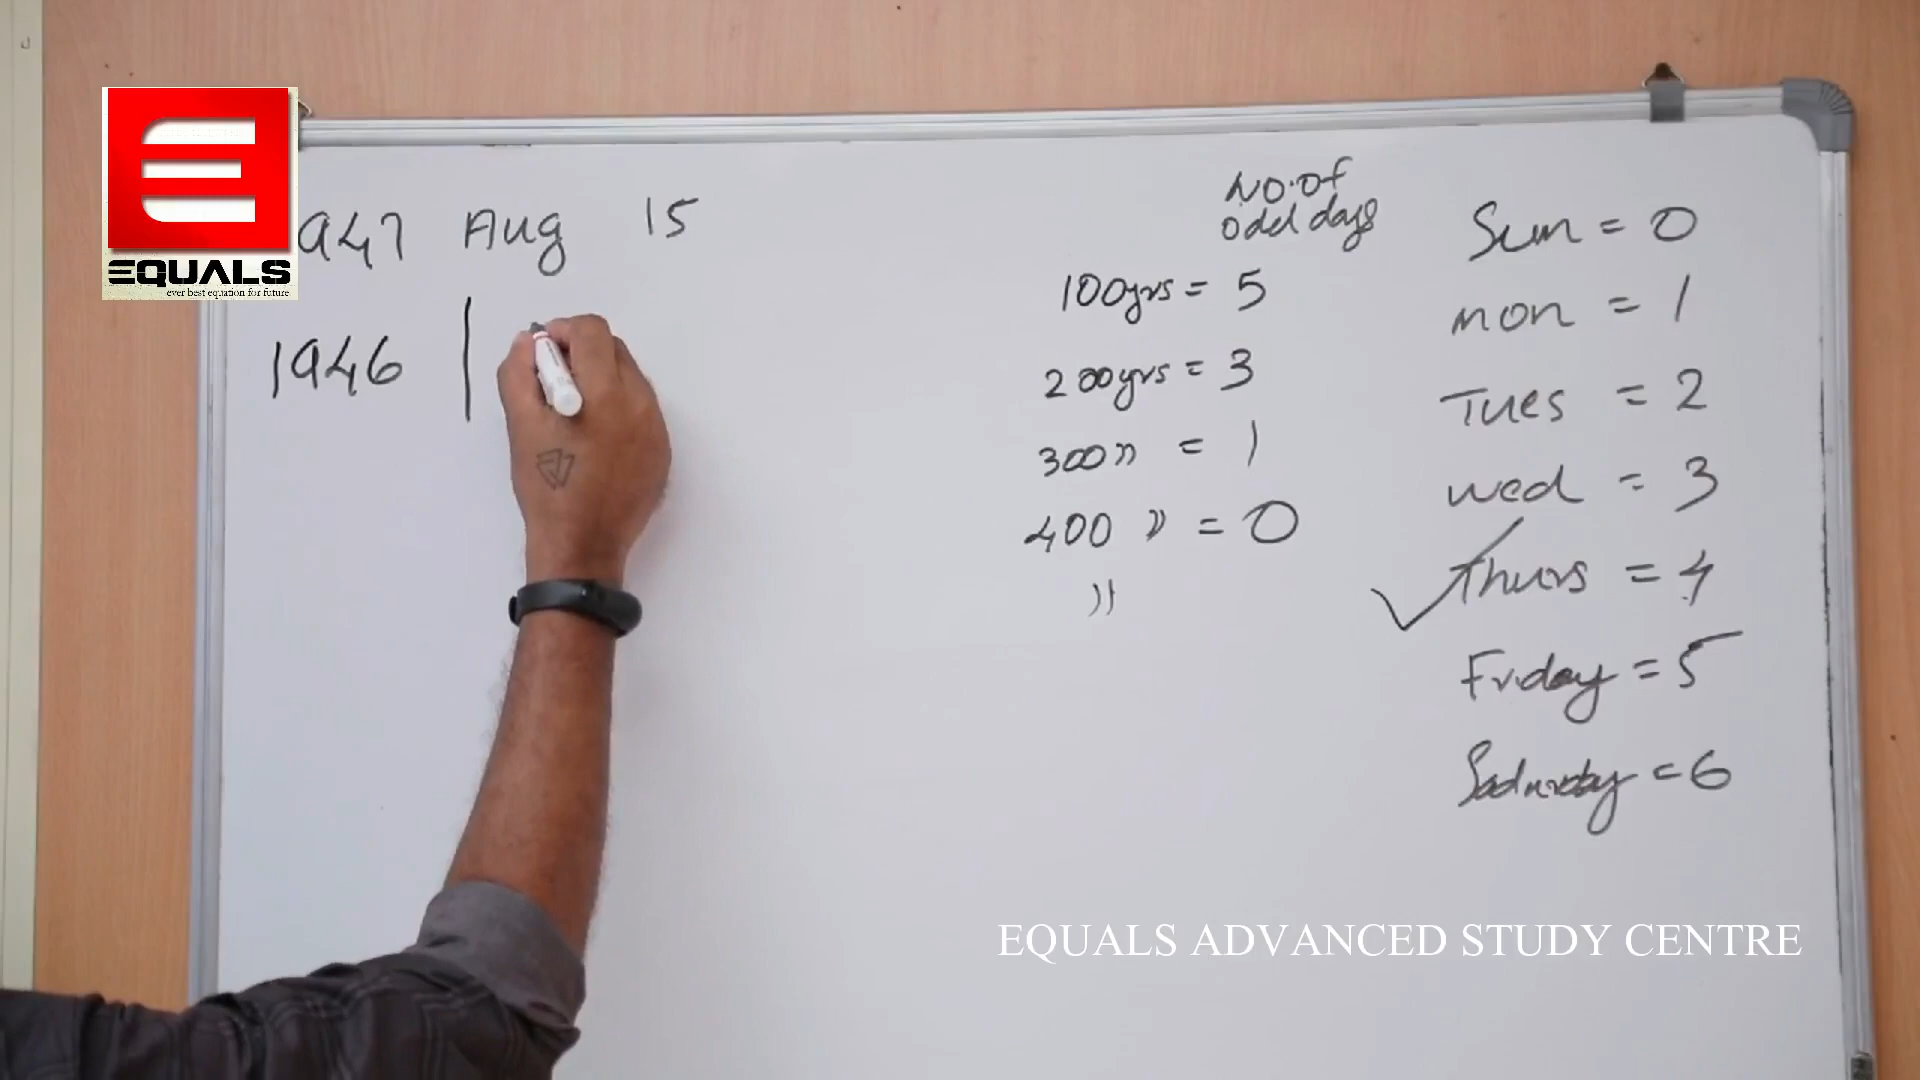 EQUALS
ever best equation for future
947 Aug 15
1946
No. of
odd days
100yrs = 5
200yrs = 3
300 )) = 1
400 )) = 0
))
Sun = 0
mon = 1
Tues = 2
wed = 3
Thurs = 4
Friday = 5
Saturday = 6
EQUALS ADVANCED STUDY CENTRE